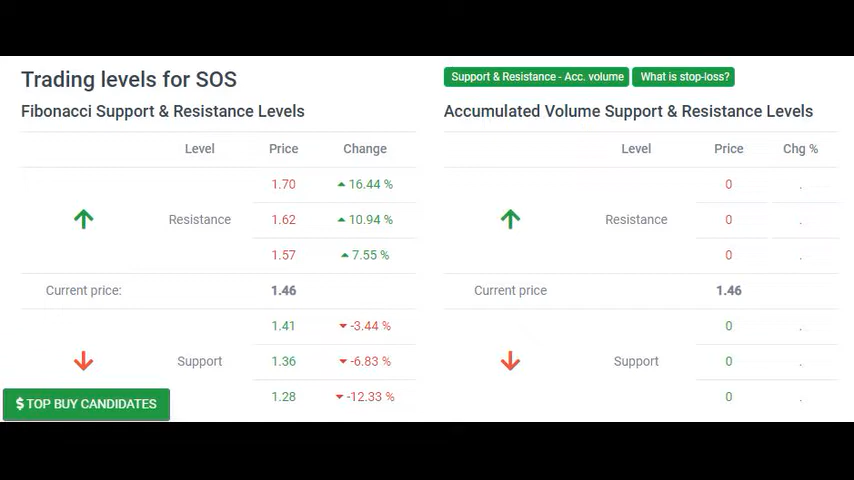 Trading levels for SOS
Fibonacci Support & Resistance Levels
Level Price Change
1.70 16.44 %
Resistance 1.62 10.94 %
1.57 7.55 %
Current price: 1.46
1.41 -3.44 %
Support 1.36 -6.83 %
1.28 -12.33 %
$ TOP BUY CANDIDATES
Support & Resistance - Acc. volume What is stop-loss?
Accumulated Volume Support & Resistance Levels
Level Price Chg %
0 .
Resistance 0 .
0 .
Current price 1.46
0 .
Support 0 .
0 .